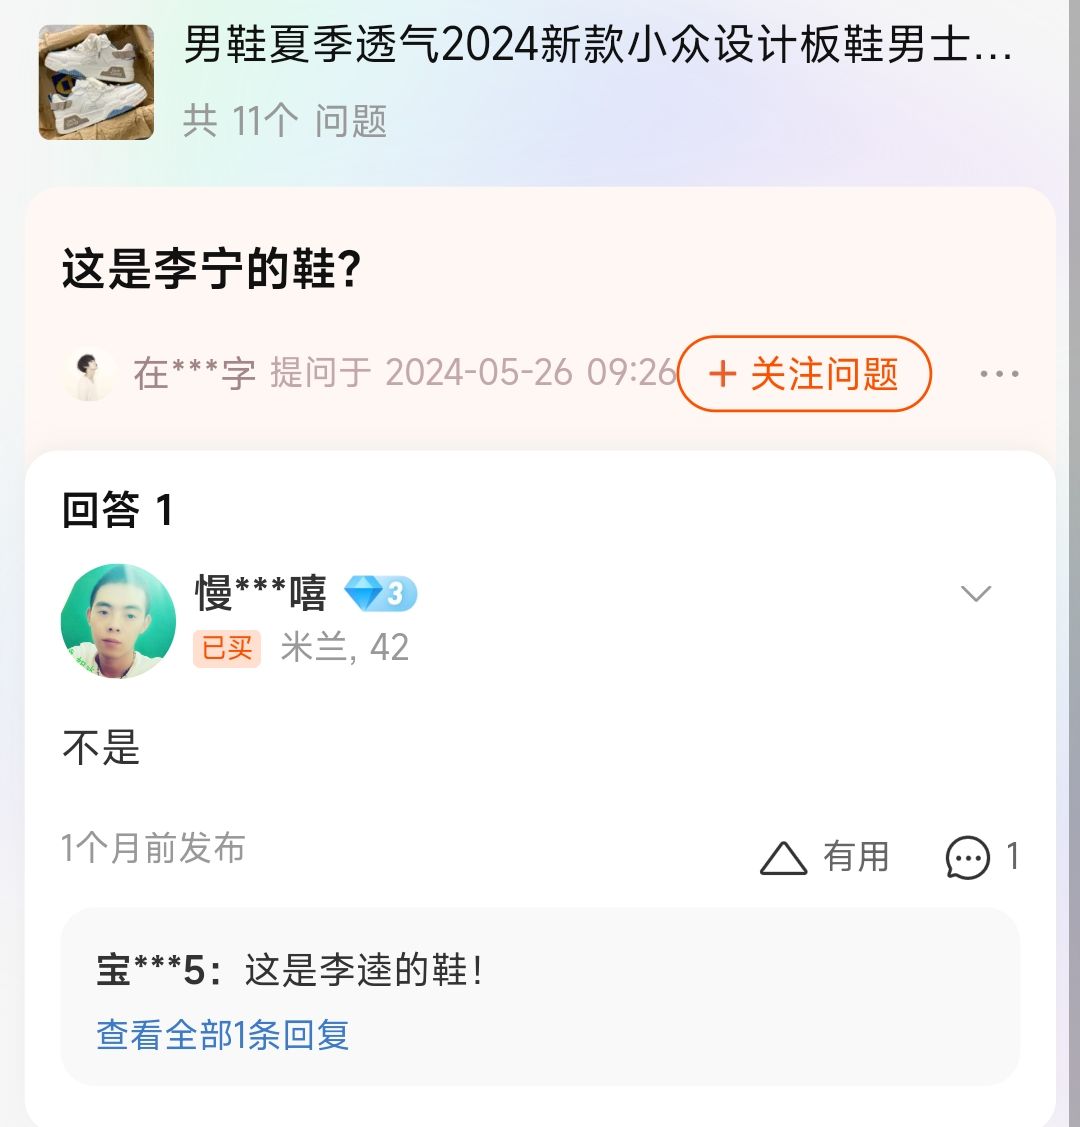 男鞋夏季透气2024新款小众设计板鞋男士...
共 11个 问题
这是李宁的鞋？
在***字 提问于 2024-05-26 09:26
+ 关注问题
回答 1
慢***嘻 3
已买 米兰, 42
不是
1个月前发布
有用 1
宝***5：这是李逵的鞋！
查看全部1条回复